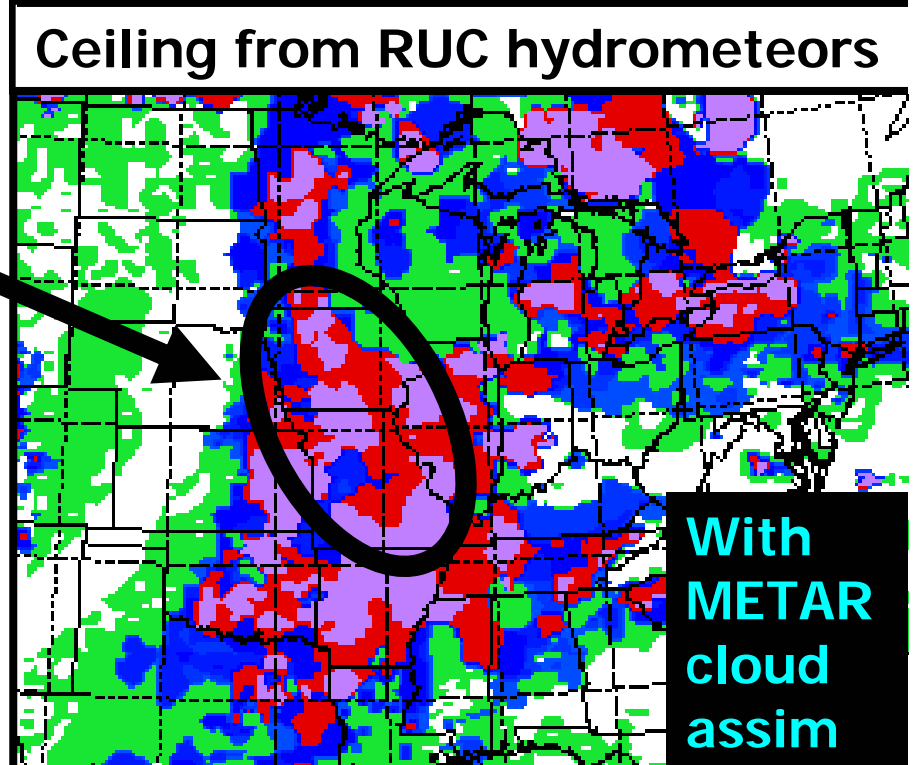 Ceiling from RUC hydrometeors
With
METAR
cloud
assim